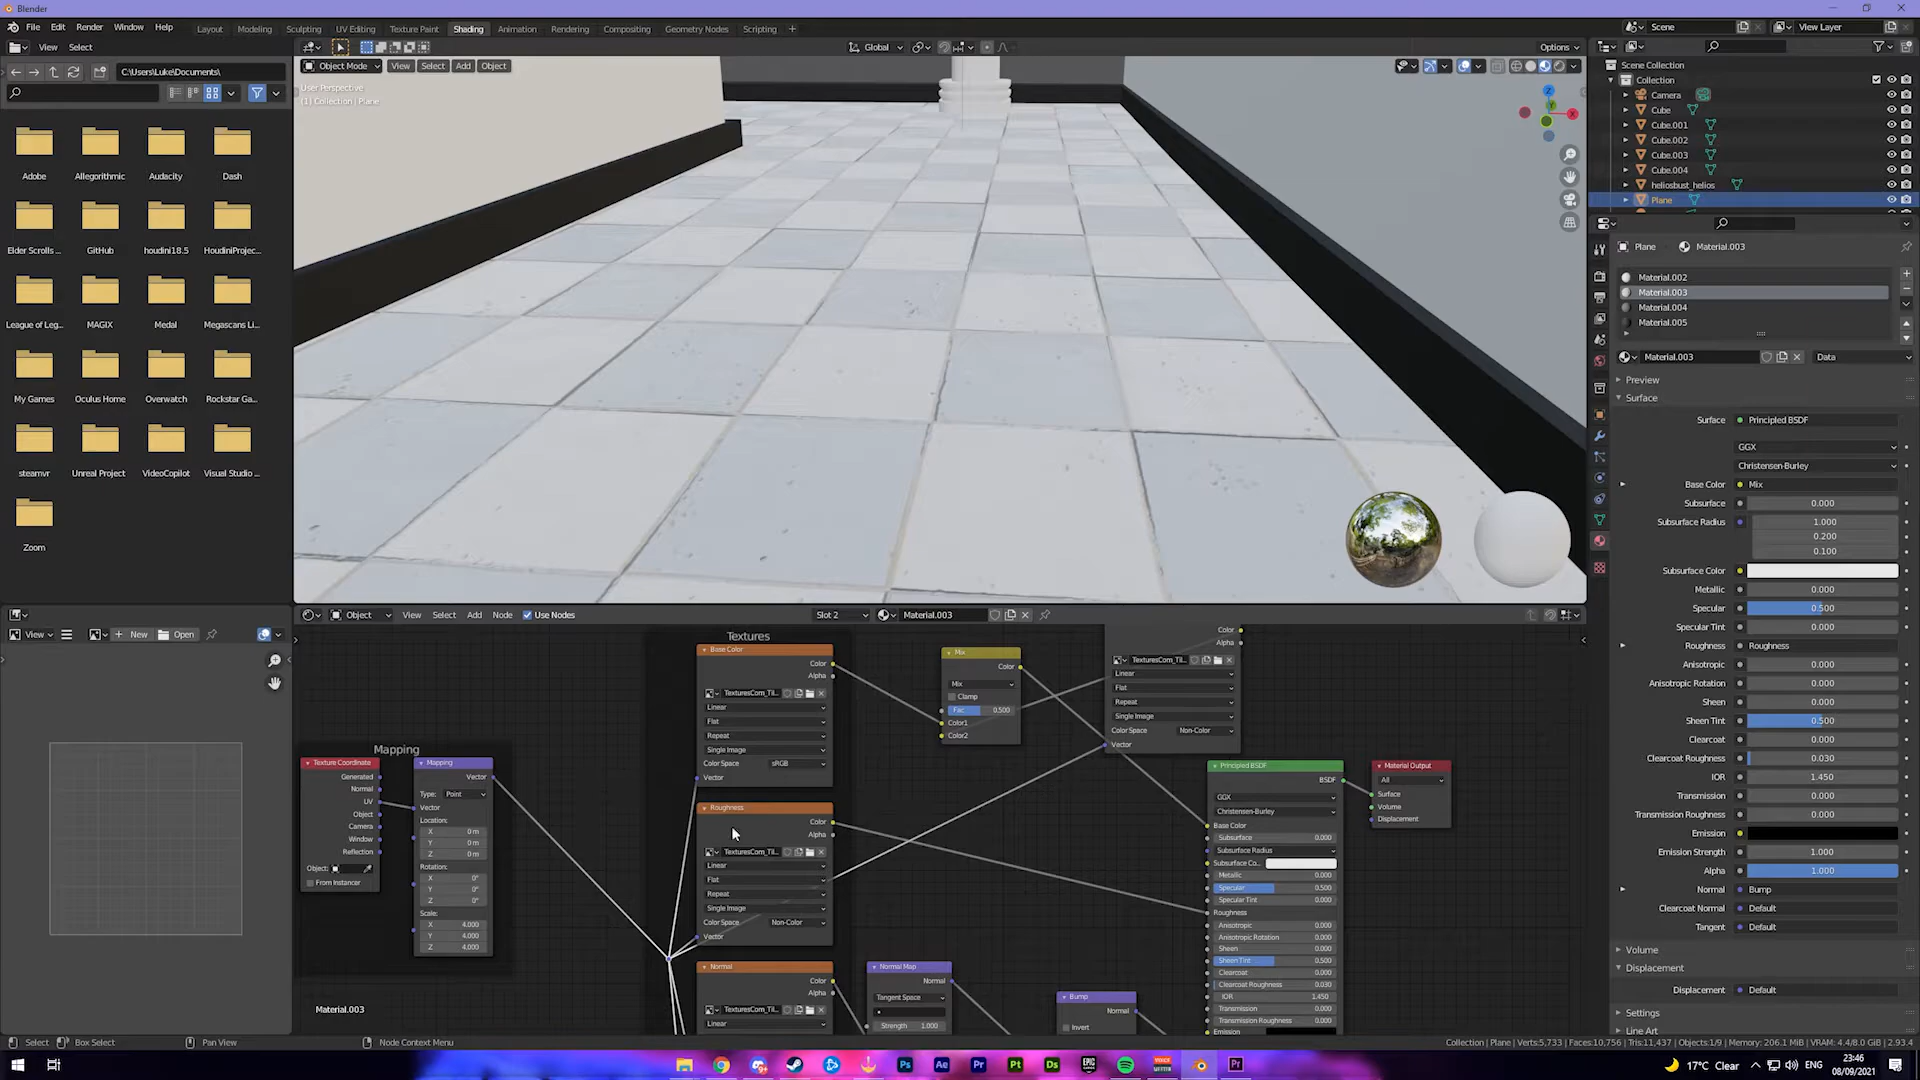 Blender
File Edit Render Window Help
Layout Modeling Sculpting UV Editing Texture Paint Shading Animation Rendering Compositing Geometry Nodes Scripting +
Scene View Layer
View Select
Global Options
C:\Users\Luke\Documents\
Object Mode View Select Add Object
User Perspective
(1) Collection | Plane
Adobe Allegorithmic Audacity Dash
Elder Scrolls ... GitHub houdini18.5 HoudiniProjec...
League of Leg... MAGIX Medal Megascans Li...
My Games Oculus Home Overwatch Rockstar Ga...
steamvr Unreal Project VideoCopilot Visual Studio ...
Zoom
Z
X
Scene Collection
Collection
Camera
Cube
Cube.001
Cube.002
Cube.003
Cube.004
heliosbust_helios
Plane
Plane Material.003
Material.002
Material.003
Material.004
Material.005
Material.003 Data
Preview
Surface
Surface Principled BSDF
GGX
Christensen-Burley
Base Color Mix
Subsurface 0.000
Subsurface Radius 1.000
0.200
0.100
Subsurface Color
Metallic 0.000
Specular 0.500
Specular Tint 0.000
Roughness Roughness
Anisotropic 0.000
Anisotropic Rotation 0.000
Sheen 0.000
Sheen Tint 0.500
Clearcoat 0.000
Clearcoat Roughness 0.030
IOR 1.450
Transmission 0.000
Transmission Roughness 0.000
Emission
Emission Strength 1.000
Alpha 1.000
Normal Bump
Clearcoat Normal Default
Tangent Default
Volume
Displacement
Displacement Default
Settings
Line Art
View New Open
Object View Select Add Node Use Nodes Slot 2 Material.003
Mapping
Texture Coordinate
Generated
Normal
UV
Object
Camera
Window
Reflection
Object:
From Instancer
Mapping
Vector
Type: Point
Vector
Location:
X 0 m
Y 0 m
Z 0 m
Rotation:
X 0°
Y 0°
Z 0°
Scale:
X 4.000
Y 4.000
Z 4.000
Textures
Base Color
Color
Alpha
TexturesCom_Til...
Linear
Flat
Repeat
Single Image
Color Space sRGB
Vector
Roughness
Color
Alpha
TexturesCom_Til...
Linear
Flat
Repeat
Single Image
Color Space Non-Color
Vector
Normal
Color
Alpha
TexturesCom_Til...
Linear
Normal Map
Normal
Tangent Space
Strength 1.000
Mix
Color
Mix
Clamp
Fac 0.500
Color1
Color2
Color
Alpha
TexturesCom_Til...
Linear
Flat
Repeat
Single Image
Color Space Non-Color
Vector
Bump
Normal
Invert
Principled BSDF
BSDF
GGX
Christensen-Burley
Base Color
Subsurface 0.000
Subsurface Radius
Subsurface Co...
Metallic 0.000
Specular 0.500
Specular Tint 0.000
Roughness
Anisotropic 0.000
Anisotropic Rotation 0.000
Sheen 0.000
Sheen Tint 0.500
Clearcoat 0.000
Clearcoat Roughness 0.030
IOR 1.450
Transmission 0.000
Transmission Roughness 0.000
Emission
Material Output
All
Surface
Volume
Displacement
Material.003
Select Box Select Pan View Node Context Menu
Collection | Plane | Verts:5,733 | Faces:10,756 | Tris:11,437 | Objects:1/9 | Memory: 206.1 MiB | VRAM: 4.4/8.0 GiB | 2.93.4
Ps Ae Pr Pt Ds EPIC Pr
17°C Clear ENG 23:46
08/09/2021